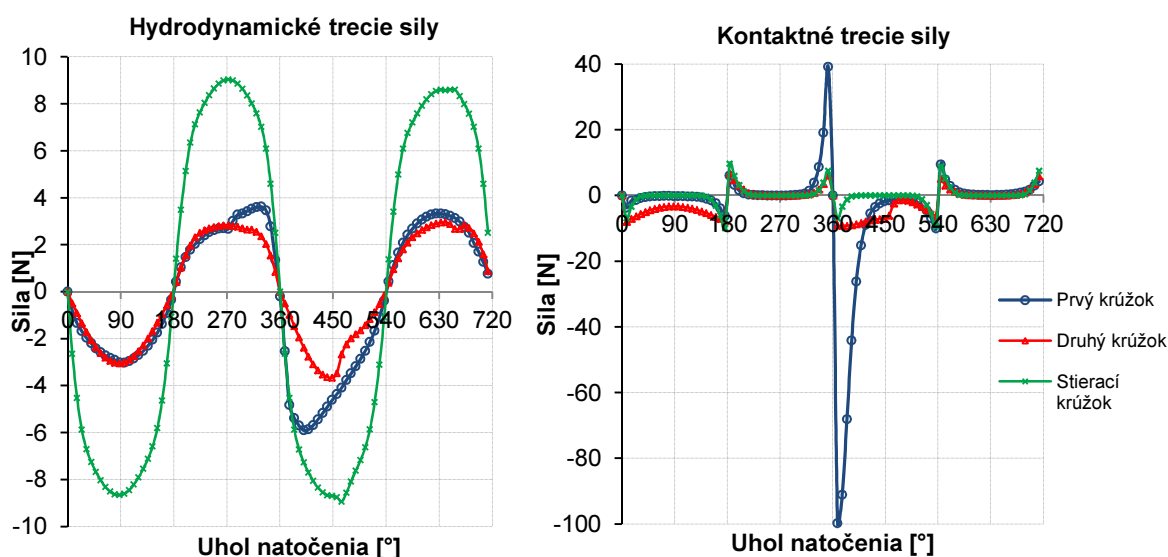 Hydrodynamické trecie sily
10
8
6
4
2
0
-2
-4
-6
-8
-10
0 90 180 270 360 450 540 630 720
Sila [N]
Uhol natočenia [°]
Kontaktné trecie sily
40
20
0
-20
-40
-60
-80
-100
0 90 180 270 360 450 540 630 720
Sila [N]
Uhol natočenia [°]
Prvý krúžok
Druhý krúžok
Stierací
krúžok